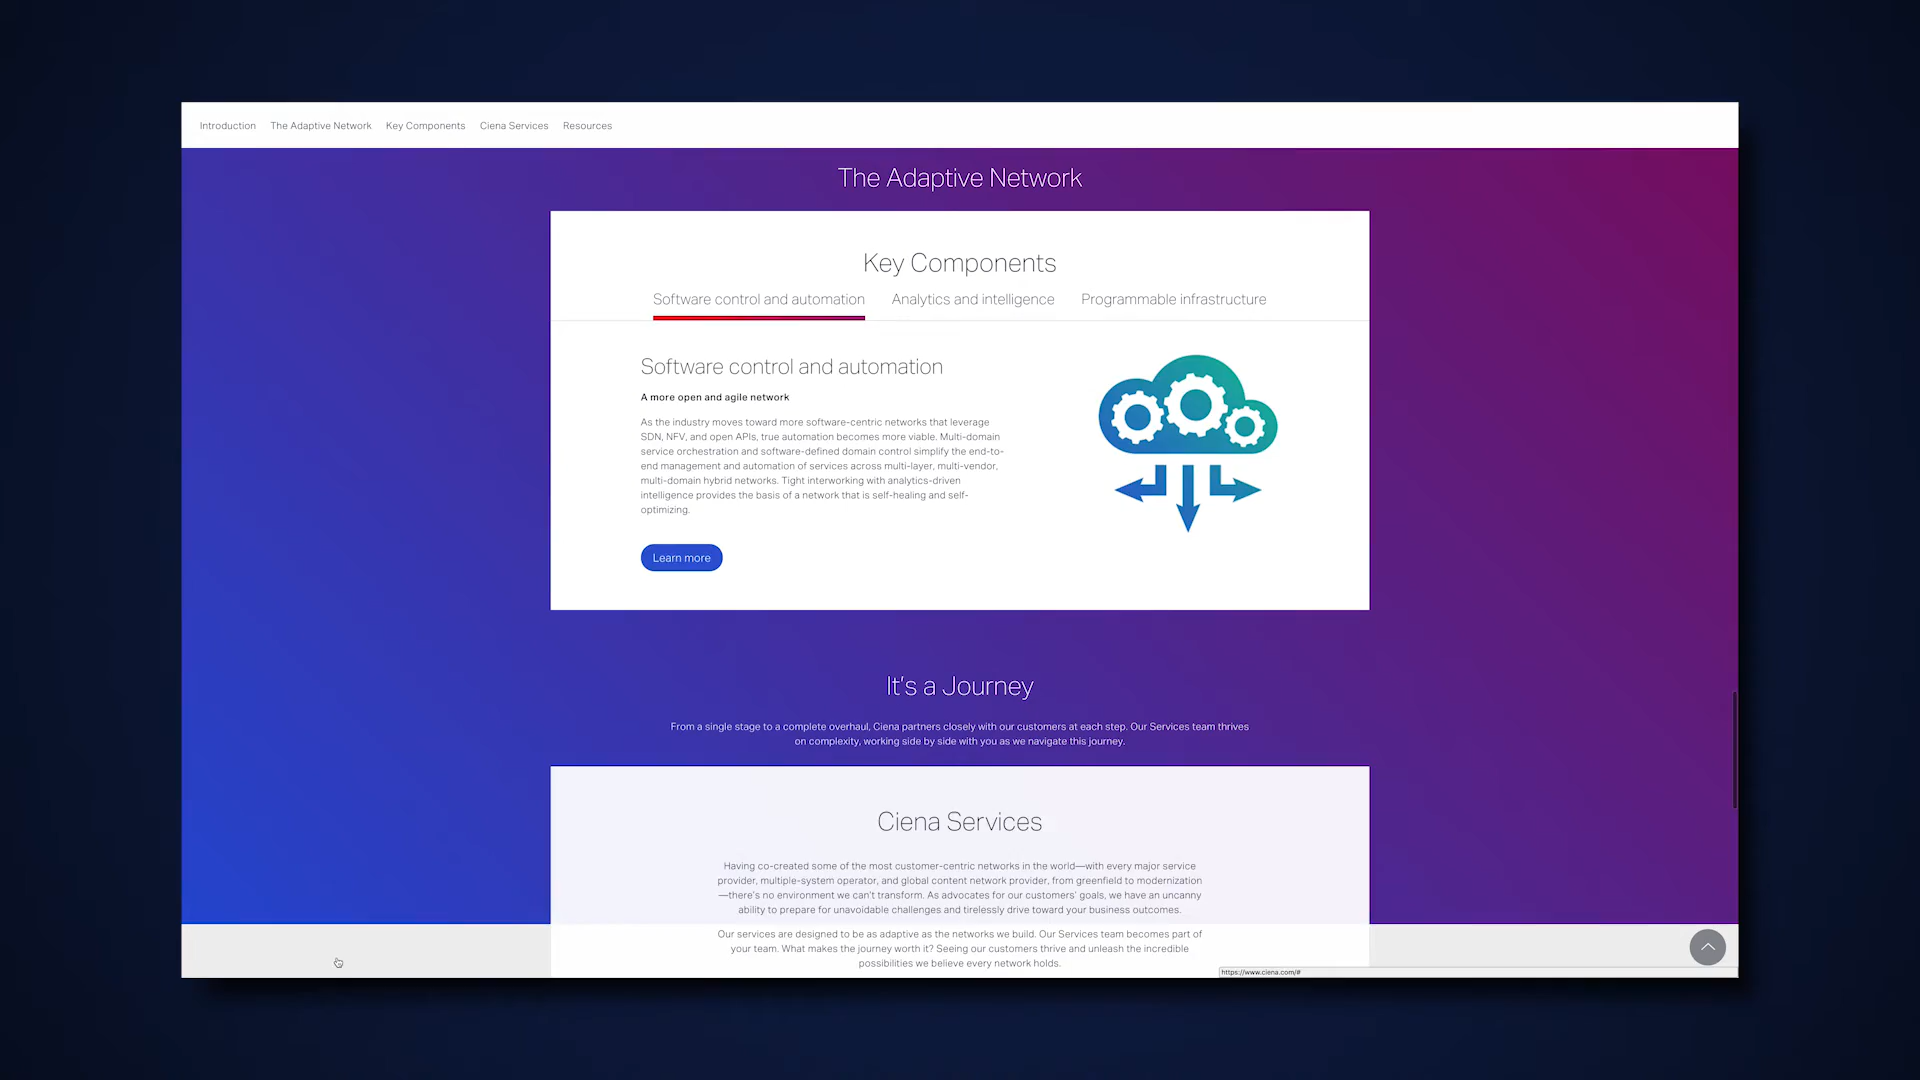 Introduction The Adaptive Network Key Components Ciena Services Resources
The Adaptive Network
Key Components
Software control and automation Analytics and intelligence Programmable infrastructure
Software control and automation
A more open and agile network
As the industry moves toward more software-centric networks that leverage
SDN, NFV, and open APIs, true automation becomes more viable. Multi-domain
service orchestration and software-defined domain control simplify the end-to-
end management and automation of services across multi-layer, multi-vendor,
multi-domain hybrid networks. Tight interworking with analytics-driven
intelligence provides the basis of a network that is self-healing and self-
optimizing.
Learn more
It's a Journey
From a single stage to a complete overhaul, Ciena partners closely with our customers at each step. Our Services team thrives
on complexity, working side by side with you as we navigate this journey.
Ciena Services
Having co-created some of the most customer-centric networks in the world—with every major service
provider, multiple-system operator, and global content network provider, from greenfield to modernization
—there's no environment we can't transform. As advocates for our customers' goals, we have an uncanny
ability to prepare for unavoidable challenges and tirelessly drive toward your business outcomes.
Our services are designed to be as adaptive as the networks we build. Our Services team becomes part of
your team. What makes the journey worth it? Seeing our customers thrive and unleash the incredible
possibilities we believe every network holds.
https://www.ciena.com/#